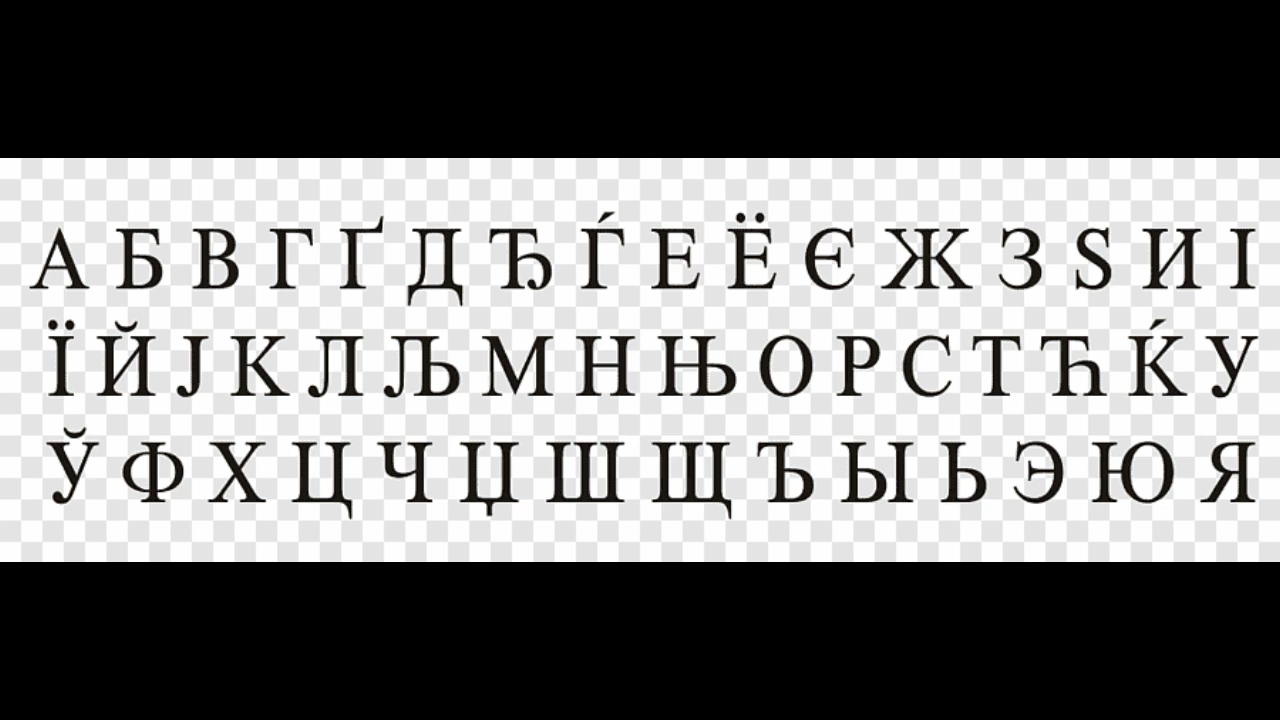 А Б В Г Ґ Д Ђ Ѓ Е Ё Є Ж З Ѕ И І
Ї Й Ј К Л Љ М Н Њ О Р С Т Ћ Ќ У
Ў Ф Х Ц Ч Џ Ш Щ Ъ Ы Ь Э Ю Я